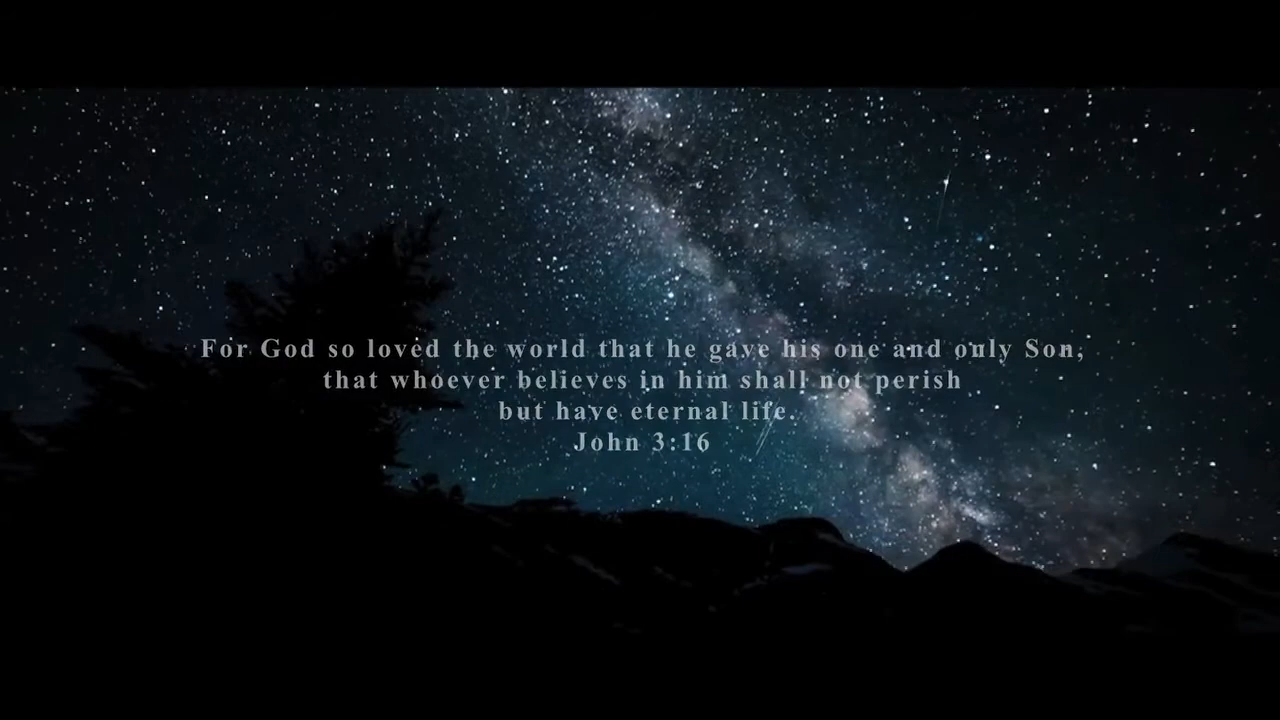 For God so loved the world that he gave his one and only Son,
that whoever believes in him shall not perish
but have eternal life.
John 3:16